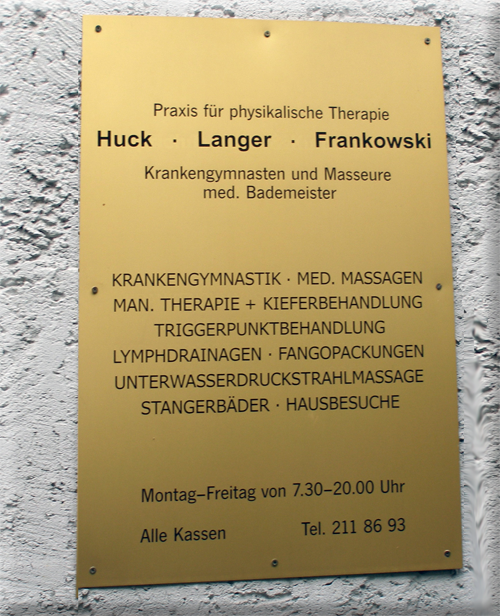 Praxis für physikalische Therapie
Huck · Langer · Frankowski
Krankengymnasten und Masseure
med. Bademeister
KRANKENGYMNASTIK · MED. MASSAGEN
MAN. THERAPIE + KIEFERBEHANDLUNG
TRIGGERPUNKTBEHANDLUNG
LYMPHDRAINAGEN · FANGOPACKUNGEN
UNTERWASSERDRUCKSTRAHLMASSAGE
STANGERBÄDER · HAUSBESUCHE
Montag–Freitag von 7.30–20.00 Uhr
Alle Kassen Tel. 211 86 93